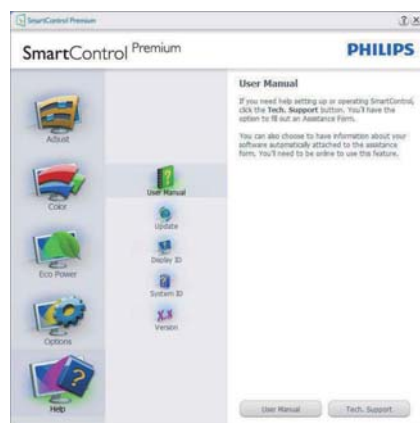 SmartControl Premium
SmartControl Premium
PHILIPS
Adjust
Color
Eco Power
Options
Help
User Manual
Update
Display ID
System ID
Version
User Manual
If you need help setting up or operating SmartControl,
click the Tech. Support button. You'll have the
option to fill out an Assistance Form.
You can also choose to have information about your
software automatically attached to the assistance
form. You'll need to be online to use this feature.
User Manual
Tech. Support